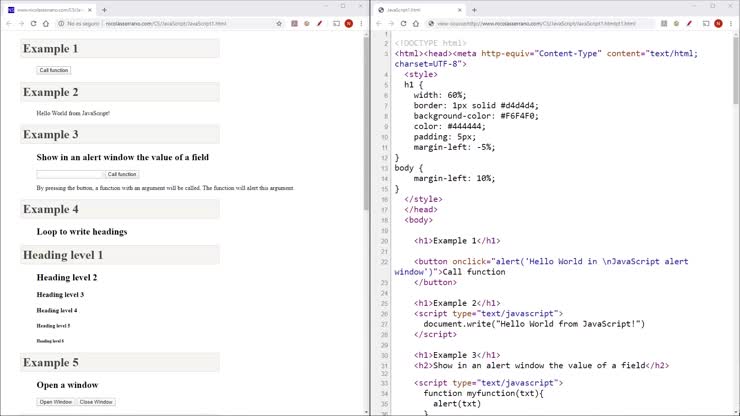 www.nicolasserrano.com/CS/Ja
No es seguro | nicolasserrano.com/CS/JavaScript/JavaScript1.html
Example 1
Call function
Example 2
Hello World from JavaScript!
Example 3
Show in an alert window the value of a field
Call function
By pressing the button, a function with an argument will be called. The function will alert this argument.
Example 4
Loop to write headings
Heading level 1
Heading level 2
Heading level 3
Heading level 4
Heading level 5
Heading level 6
Example 5
Open a window
Open Window Close Window
JavaScript1.html
view-source:http://www.nicolasserrano.com/CS/JavaScript/JavaScript1.html
1
2 <!DOCTYPE html>
3 <html><head><meta http-equiv="Content-Type" content="text/html;
charset=UTF-8">
4 <style>
5 h1 {
6 width: 60%;
7 border: 1px solid #d4d4d4;
8 background-color: #F6F4F0;
9 color: #444444;
10 padding: 5px;
11 margin-left: -5%;
12 }
13 body {
14 margin-left: 10%;
15 }
16 </style>
17 </head>
18 <body>
19
20 <h1>Example 1</h1>
21
22 <button onclick="alert('Hello World in \nJavaScript alert
window')">Call function
23 </button>
24
25 <h1>Example 2</h1>
26 <script type="text/javascript">
27 document.write("Hello World from JavaScript!")
28 </script>
29
30 <h1>Example 3</h1>
31 <h2>Show in an alert window the value of a field</h2>
32
33 <script type="text/javascript">
34 function myfunction(txt){
35 alert(txt)
36 }